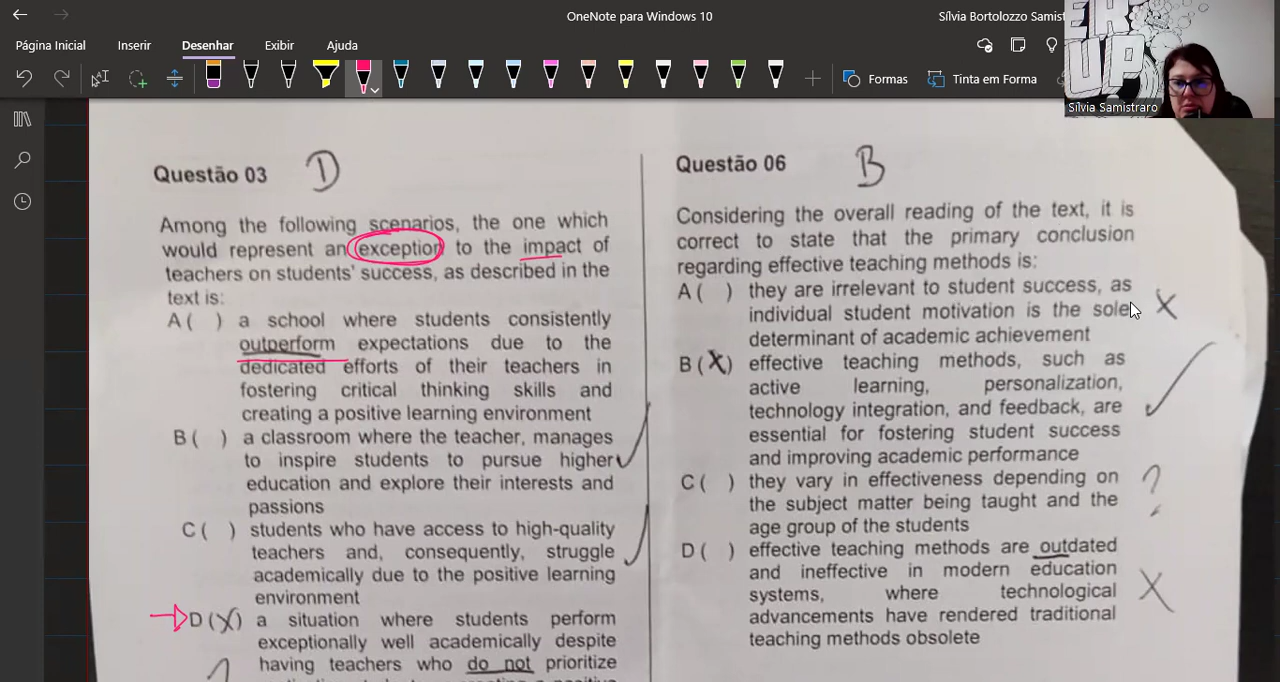 OneNote para Windows 10
Sílvia Bortolozzo Samist
Página Inicial
Inserir
Desenhar
Exibir
Ajuda
Formas
Tinta em Forma
ER
UP!
Sílvia Samistraro
Questão 03 D
Among the following scenarios, the one which
would represent an exception to the impact of
teachers on students' success, as described in the
text is:
A ( ) a school where students consistently
outperform expectations due to the
dedicated efforts of their teachers in
fostering critical thinking skills and
creating a positive learning environment
B ( ) a classroom where the teacher, manages
to inspire students to pursue higher
education and explore their interests and
passions
C ( ) students who have access to high-quality
teachers and, consequently, struggle
academically due to the positive learning
environment
D (X) a situation where students perform
exceptionally well academically despite
having teachers who do not prioritize
Questão 06 B
Considering the overall reading of the text, it is
correct to state that the primary conclusion
regarding effective teaching methods is:
A ( ) they are irrelevant to student success, as
individual student motivation is the sole
determinant of academic achievement
B (X) effective teaching methods, such as
active learning, personalization,
technology integration, and feedback, are
essential for fostering student success
and improving academic performance
C ( ) they vary in effectiveness depending on ?
the subject matter being taught and the
age group of the students
D ( ) effective teaching methods are outdated
and ineffective in modern education
systems, where technological
advancements have rendered traditional
teaching methods obsolete